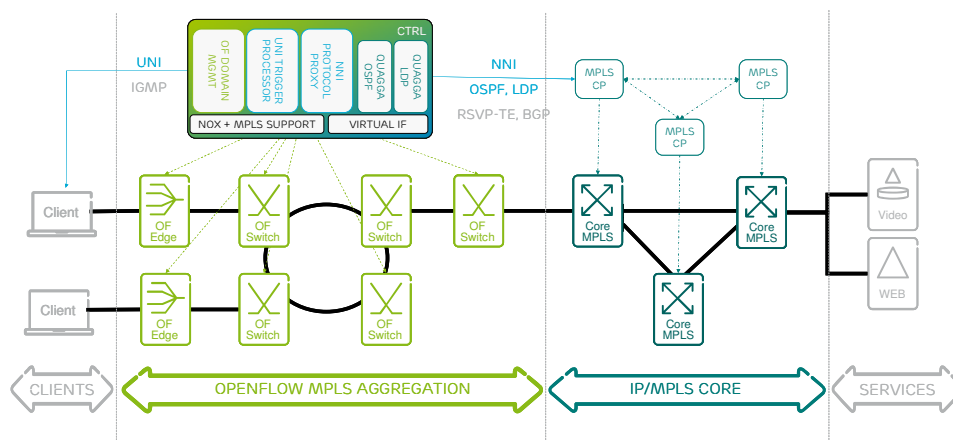 CTRL
OF DOMAIN
MGMT
UNI TRIGGER
PROCESSOR
NNI
PROTOCOL
PROXY
QUAGGA
OSPF
QUAGGA
LDP
NOX + MPLS SUPPORT
VIRTUAL IF
UNI
IGMP
NNI
OSPF, LDP
RSVP-TE, BGP
MPLS
CP
MPLS
CP
MPLS
CP
Client
OF
Edge
OF
Switch
OF
Switch
OF
Switch
Core
MPLS
Core
MPLS
Video
Client
OF
Edge
OF
Switch
OF
Switch
Core
MPLS
WEB
CLIENTS
OPENFLOW MPLS AGGREGATION
IP/MPLS CORE
SERVICES